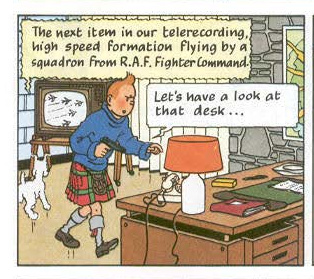 The next item in our telerecording,
high speed formation flying by a
squadron from R.A.F. Fighter Command.
Let's have a look at
that desk...